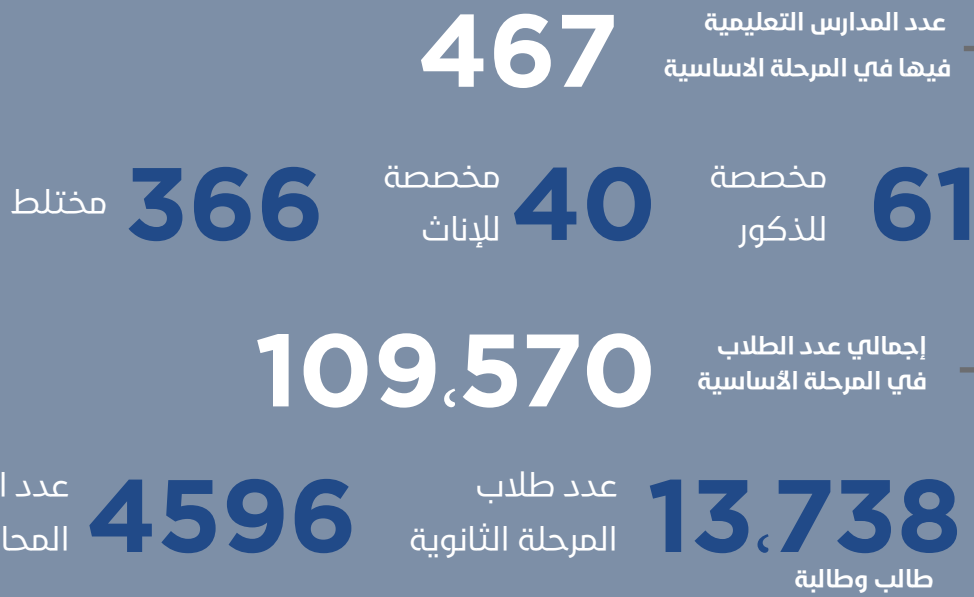 عدد المدارس التعليمية
فيها في المرحلة الاساسية
467
61
مخصصة
للذكور
40
مخصصة
للإناث
366
مختلط
إجمالي عدد الطلاب
في المرحلة الأساسية
109،570
13،738
طالب وطالبة
عدد طلاب
المرحلة الثانوية
4596
عدد